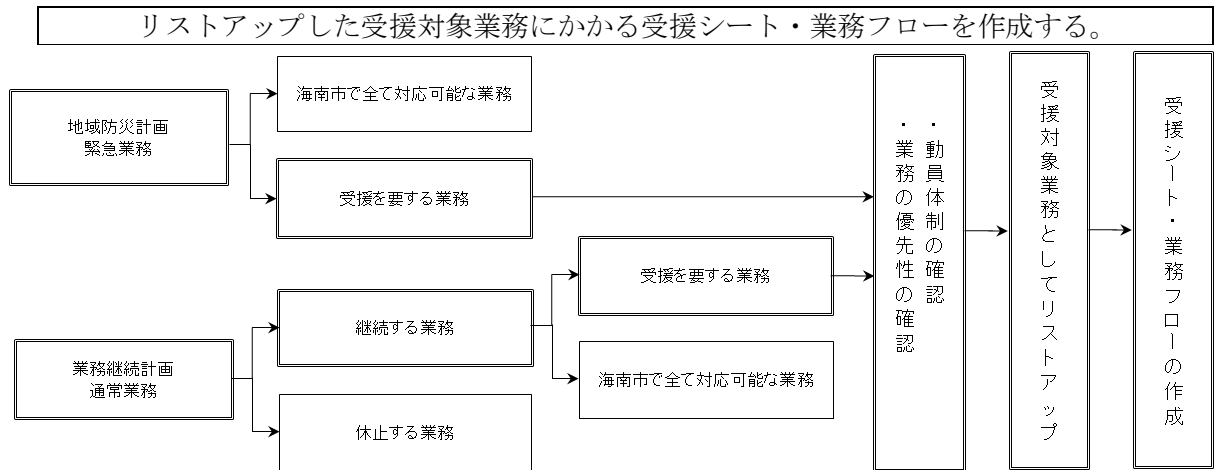 リストアップした受援対象業務にかかる受援シート・業務フローを作成する。
地域防災計画
緊急業務
海南市で全て対応可能な業務
受援を要する業務
業務継続計画
通常業務
継続する業務
休止する業務
受援を要する業務
海南市で全て対応可能な業務
・動員体制の確認
・業務の優先性の確認
受援対象業務としてリストアップ
受援シート・業務フローの作成